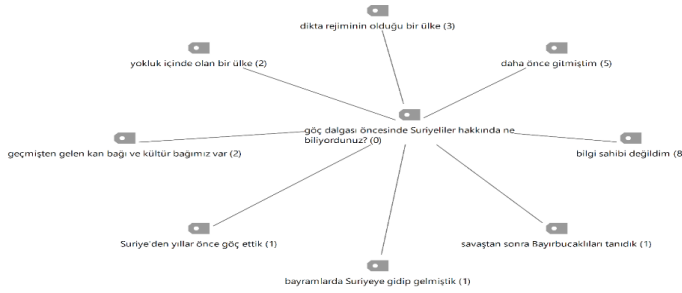 dikta rejiminin olduğu bir ülke (3)
yokluk içinde olan bir ülke (2)
daha önce gitmiştim (5)
göç dalgası öncesinde Suriyeliler hakkında ne
biliyordunuz? (0)
geçmişten gelen kan bağı ve kültür bağımız var (2)
bilgi sahibi değildim (8
Suriye'den yıllar önce göç ettik (1)
savaştan sonra Bayırbucaklıları tanıdık (1)
bayramlarda Suriyeye gidip gelmiştik (1)